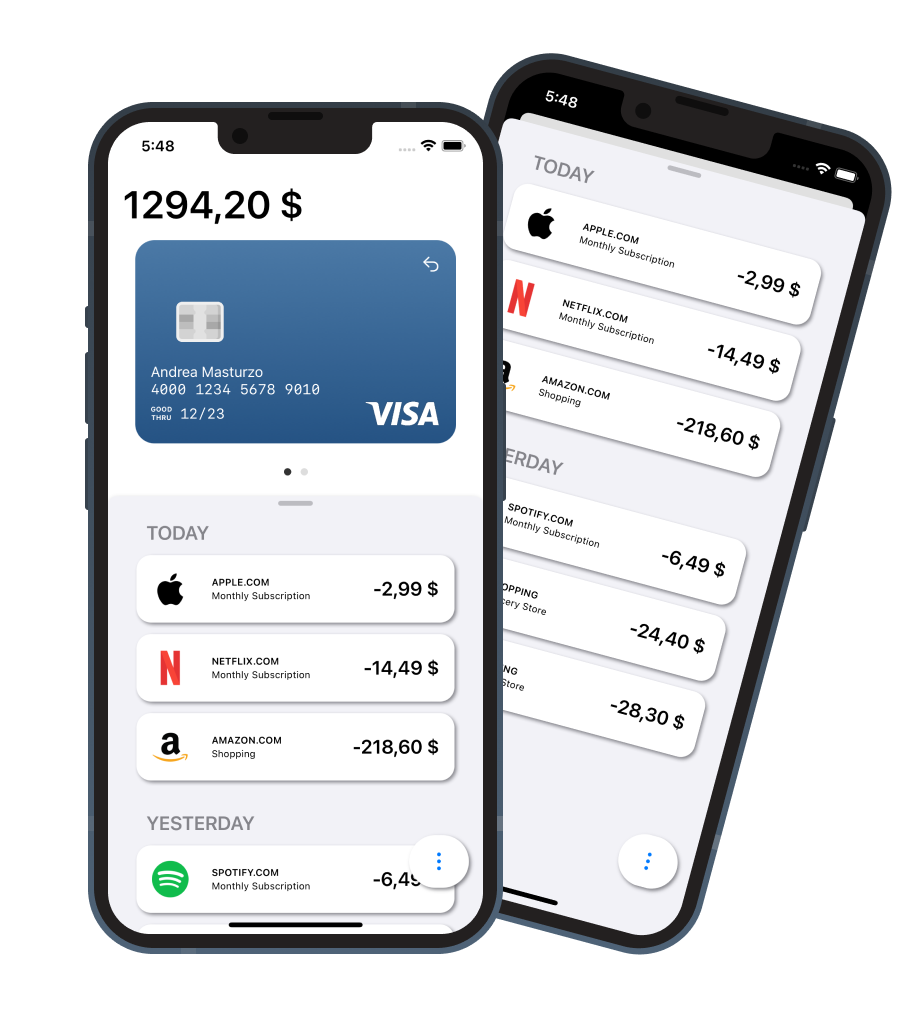 5:48
1294,20 $
Andrea Masturzo
4000 1234 5678 9010
GOOD
THRU 12/23
VISA
TODAY
APPLE.COM
Monthly Subscription
-2,99 $
NETFLIX.COM
Monthly Subscription
-14,49 $
a
AMAZON.COM
Shopping
-218,60 $
YESTERDAY
SPOTIFY.COM
Monthly Subscription
-6,49
5:48
TODAY
APPLE.COM
Monthly Subscription
-2,99 $
NETFLIX.COM
Monthly Subscription
-14,49 $
a
AMAZON.COM
Shopping
-218,60 $
ERDAY
SPOTIFY.COM
Monthly Subscription
-6,49 $
OPPING
cery Store
-24,40 $
NG
Store
-28,30 $